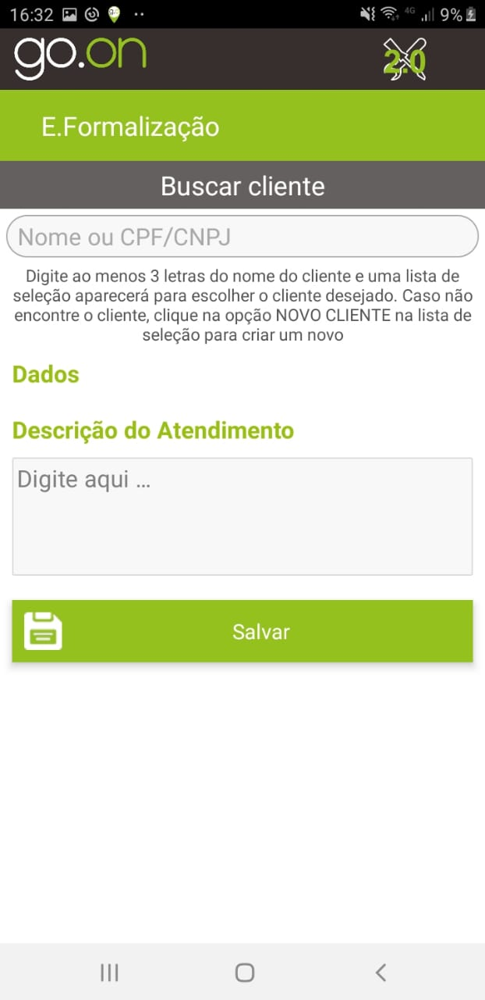 16:32 4G 9%
go.on 2.0
E.Formalização
Buscar cliente
Nome ou CPF/CNPJ
Digite ao menos 3 letras do nome do cliente e uma lista de
seleção aparecerá para escolher o cliente desejado. Caso não
encontre o cliente, clique na opção NOVO CLIENTE na lista de
seleção para criar um novo
Dados
Descrição do Atendimento
Digite aqui ...
Salvar